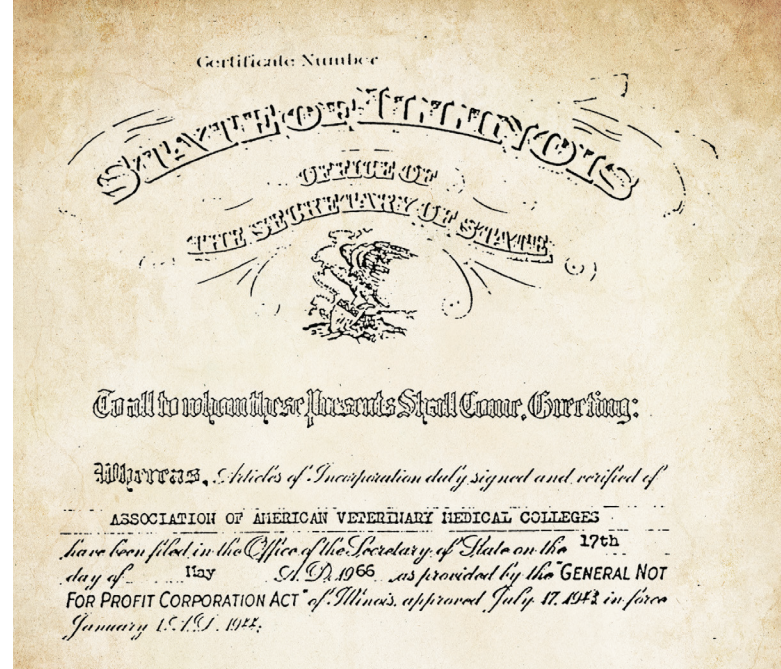 Certificate Number
STATE OF ILLINOIS
OFFICE OF
THE SECRETARY OF STATE
To all to whom these Presents Shall Come, Greeting:
Whereas, Articles of Incorporation duly signed and verified of
ASSOCIATION OF AMERICAN VETERINARY MEDICAL COLLEGES
have been filed in the Office of the Secretary of State on the 17th
day of May A.D. 1966 as provided by the "GENERAL NOT
FOR PROFIT CORPORATION ACT" of Illinois, approved July 17, 1943, in force
January 1, A.D. 1944.